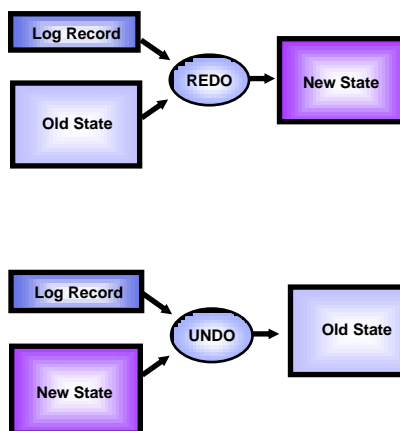 Log Record
REDO
New State
Old State
Log Record
Old State
UNDO
New State